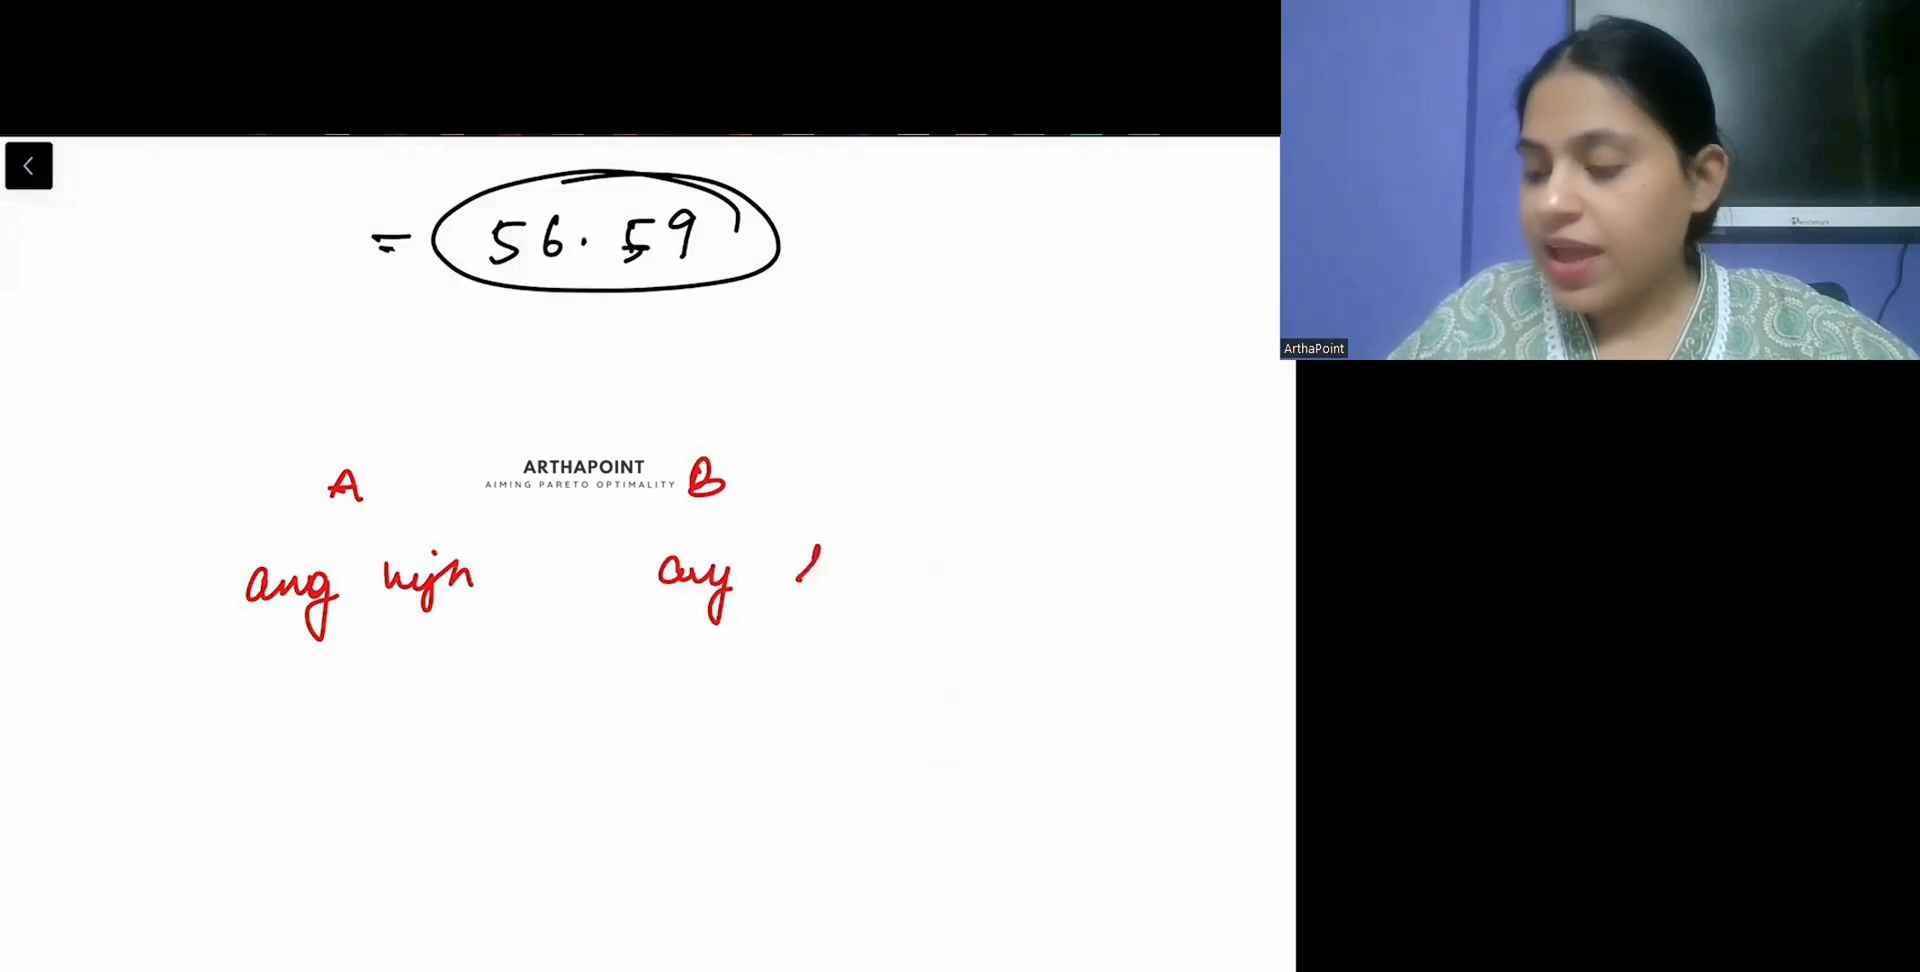 = 56.59
ArthaPoint
ARTHAPOINT
AIMING PARETO OPTIMALITY
A B
avg high avg